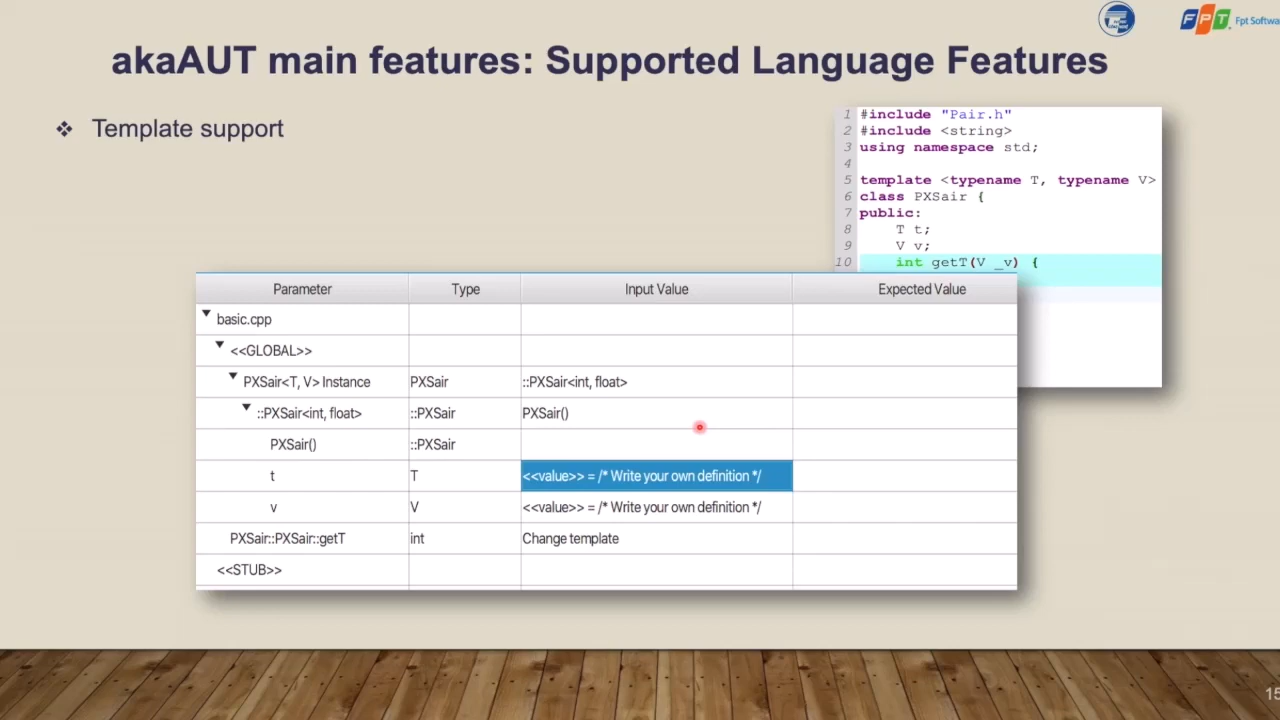 FPT Fpt Softwa
akaAUT main features: Supported Language Features
❖ Template support
1 #include "Pair.h"
2 #include <string>
3 using namespace std;
4
5 template <typename T, typename V>
6 class PXSair {
7 public:
8 T t;
9 V v;
10 int getT(V _v) {
Parameter Type Input Value Expected Value
basic.cpp
<<GLOBAL>>
PXSair<T, V> Instance PXSair ::PXSair<int, float>
::PXSair<int, float> ::PXSair PXSair()
PXSair() ::PXSair
t T <<value>> = /* Write your own definition */
v V <<value>> = /* Write your own definition */
PXSair::PXSair::getT int Change template
<<STUB>>
15